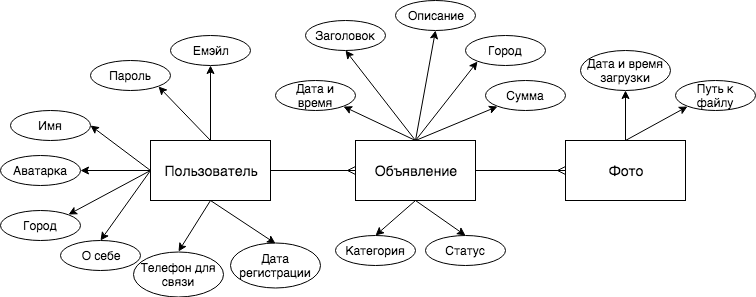 Описание
Заголовок
Емэйл
Город
Дата и время
загрузки
Пароль
Дата и
время
Сумма
Путь к
файлу
Имя
Аватарка
Пользователь
Объявление
Фото
Город
О себе
Телефон для
связи
Дата
регистрации
Категория
Статус